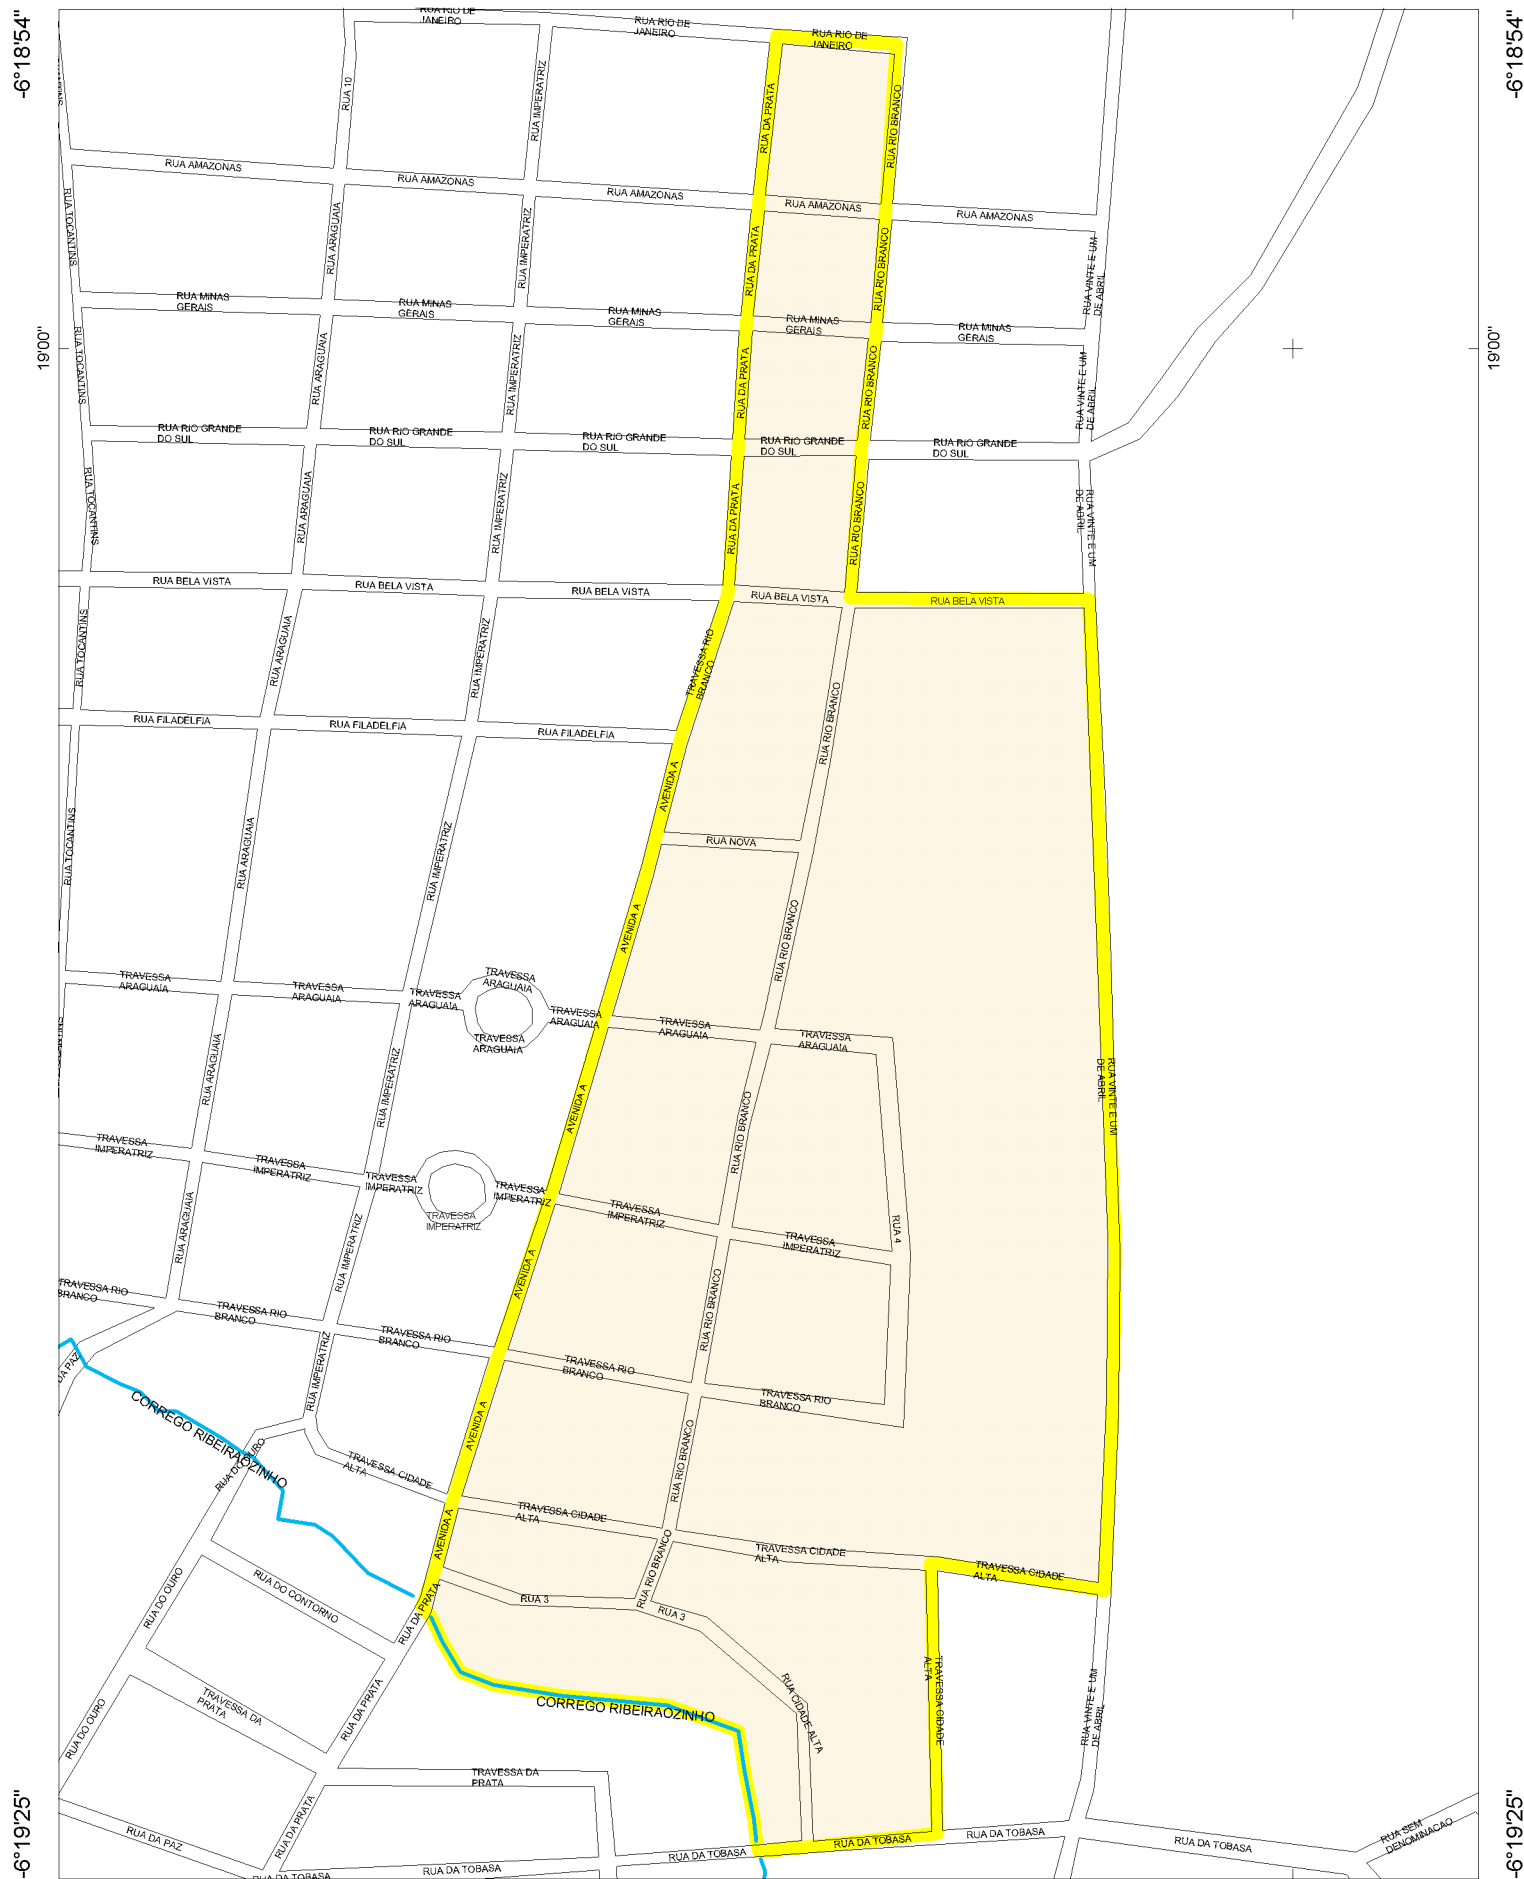 RUA RIO DE
JANEIRO
RUA RIO DE
JANEIRO
RUA RIO DE
JANEIRO
-6°18'54"
-6°18'54"
RUA 10
RUA IMPERATRIZ
RUA DA PRATA
RUA RIO BRANCO
RUA AMAZONAS
RUA AMAZONAS
RUA AMAZONAS
RUA AMAZONAS
RUA AMAZONAS
RUA TOCANTINS
RUA ARAGUAIA
RUA IMPERATRIZ
RUA DA PRATA
RUA RIO BRANCO
RUA VINTE E UM
DE ABRIL
RUA MINAS
GERAIS
RUA MINAS
GERAIS
RUA MINAS
GERAIS
RUA MINAS
GERAIS
RUA MINAS
GERAIS
19'00"
19'00"
RUA TOCANTINS
RUA ARAGUAIA
RUA IMPERATRIZ
RUA DA PRATA
RUA RIO BRANCO
RUA VINTE E UM
DE ABRIL
RUA RIO GRANDE
DO SUL
RUA RIO GRANDE
DO SUL
RUA RIO GRANDE
DO SUL
RUA RIO GRANDE
DO SUL
RUA RIO GRANDE
DO SUL
RUA TOCANTINS
RUA ARAGUAIA
RUA IMPERATRIZ
RUA DA PRATA
RUA RIO BRANCO
RUA VINTE E UM
DE ABRIL
RUA BELA VISTA
RUA BELA VISTA
RUA BELA VISTA
RUA BELA VISTA
RUA BELA VISTA
RUA TOCANTINS
RUA ARAGUAIA
RUA IMPERATRIZ
TRAVESSA RIO
BRANCO
RUA RIO BRANCO
RUA FILADELFIA
RUA FILADELFIA
RUA FILADELFIA
AVENIDA A
RUA NOVA
RUA TOCANTINS
RUA ARAGUAIA
RUA IMPERATRIZ
AVENIDA A
RUA RIO BRANCO
TRAVESSA
ARAGUAIA
TRAVESSA
ARAGUAIA
TRAVESSA
ARAGUAIA
TRAVESSA
ARAGUAIA
TRAVESSA
ARAGUAIA
TRAVESSA
ARAGUAIA
TRAVESSA
ARAGUAIA
TRAVESSA
ARAGUAIA
RUA ARAGUAIA
RUA IMPERATRIZ
AVENIDA A
RUA RIO BRANCO
RUA VINTE E UM
DE ABRIL
TRAVESSA
IMPERATRIZ
TRAVESSA
IMPERATRIZ
TRAVESSA
IMPERATRIZ
TRAVESSA
IMPERATRIZ
TRAVESSA
IMPERATRIZ
TRAVESSA
IMPERATRIZ
TRAVESSA
IMPERATRIZ
RUA 4
RUA ARAGUAIA
RUA IMPERATRIZ
AVENIDA A
RUA RIO BRANCO
TRAVESSA RIO
BRANCO
TRAVESSA RIO
BRANCO
TRAVESSA RIO
BRANCO
TRAVESSA RIO
BRANCO
TRAVESSA RIO
BRANCO
DA PAZ
RUA IMPERATRIZ
AVENIDA A
RUA RIO BRANCO
CORREGO RIBEIRAOZINHO
RUA DO OURO
TRAVESSA CIDADE
ALTA
TRAVESSA CIDADE
ALTA
TRAVESSA CIDADE
ALTA
TRAVESSA CIDADE
ALTA
AVENIDA A
RUA RIO BRANCO
RUA DO OURO
RUA DO CONTORNO
RUA DA PRATA
RUA 3
RUA 3
TRAVESSA CIDADE
ALTA
RUA CIDADE ALTA
CORREGO RIBEIRAOZINHO
RUA VINTE E UM
DE ABRIL
RUA DO OURO
TRAVESSA DA
PRATA
RUA DA PRATA
TRAVESSA DA
PRATA
-6°19'25"
-6°19'25"
RUA DA PAZ
RUA DA PRATA
RUA DA TOBASA
RUA DA TOBASA
RUA DA TOBASA
RUA DA TOBASA
RUA DA TOBASA
RUA DA TOBASA
RUA SEM
DENOMINACAO